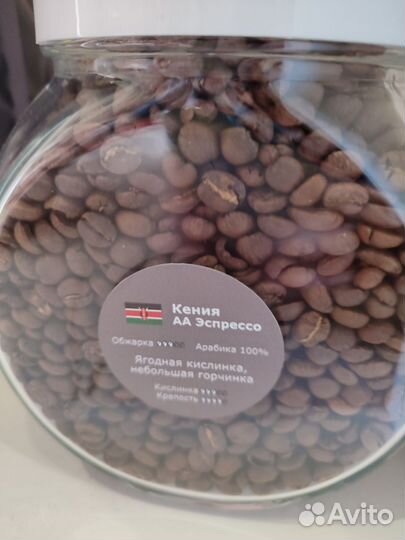 Кения
АА Эспрессо
Обжарка Арабика 100%
Ягодная кислинка,
небольшая горчинка
Кислинка
Крепость
Avito